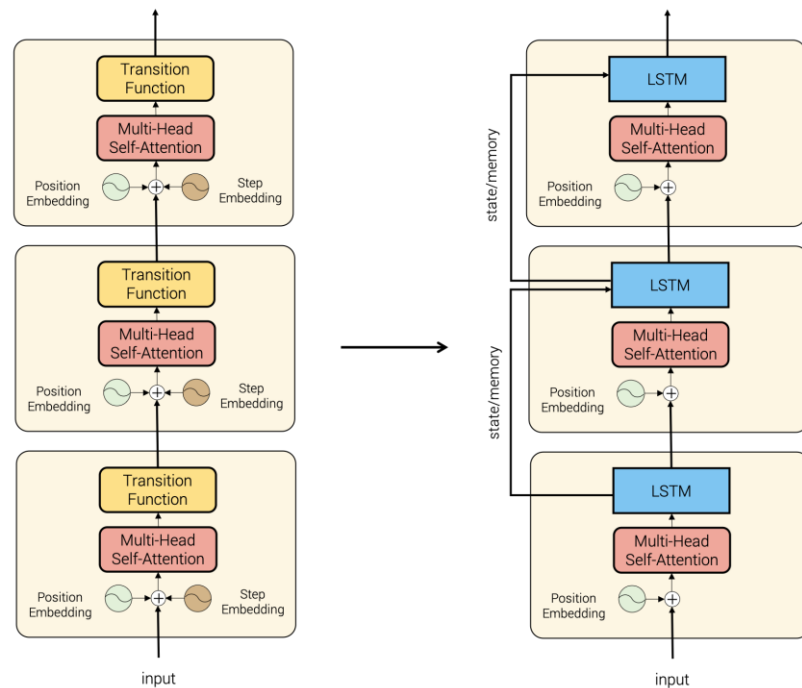 Transition
Function
Multi-Head
Self-Attention
Position
Embedding
Step
Embedding
Transition
Function
Multi-Head
Self-Attention
Position
Embedding
Step
Embedding
Transition
Function
Multi-Head
Self-Attention
Position
Embedding
Step
Embedding
input
LSTM
Multi-Head
Self-Attention
Position
Embedding
state/memory
LSTM
Multi-Head
Self-Attention
Position
Embedding
state/memory
LSTM
Multi-Head
Self-Attention
Position
Embedding
input